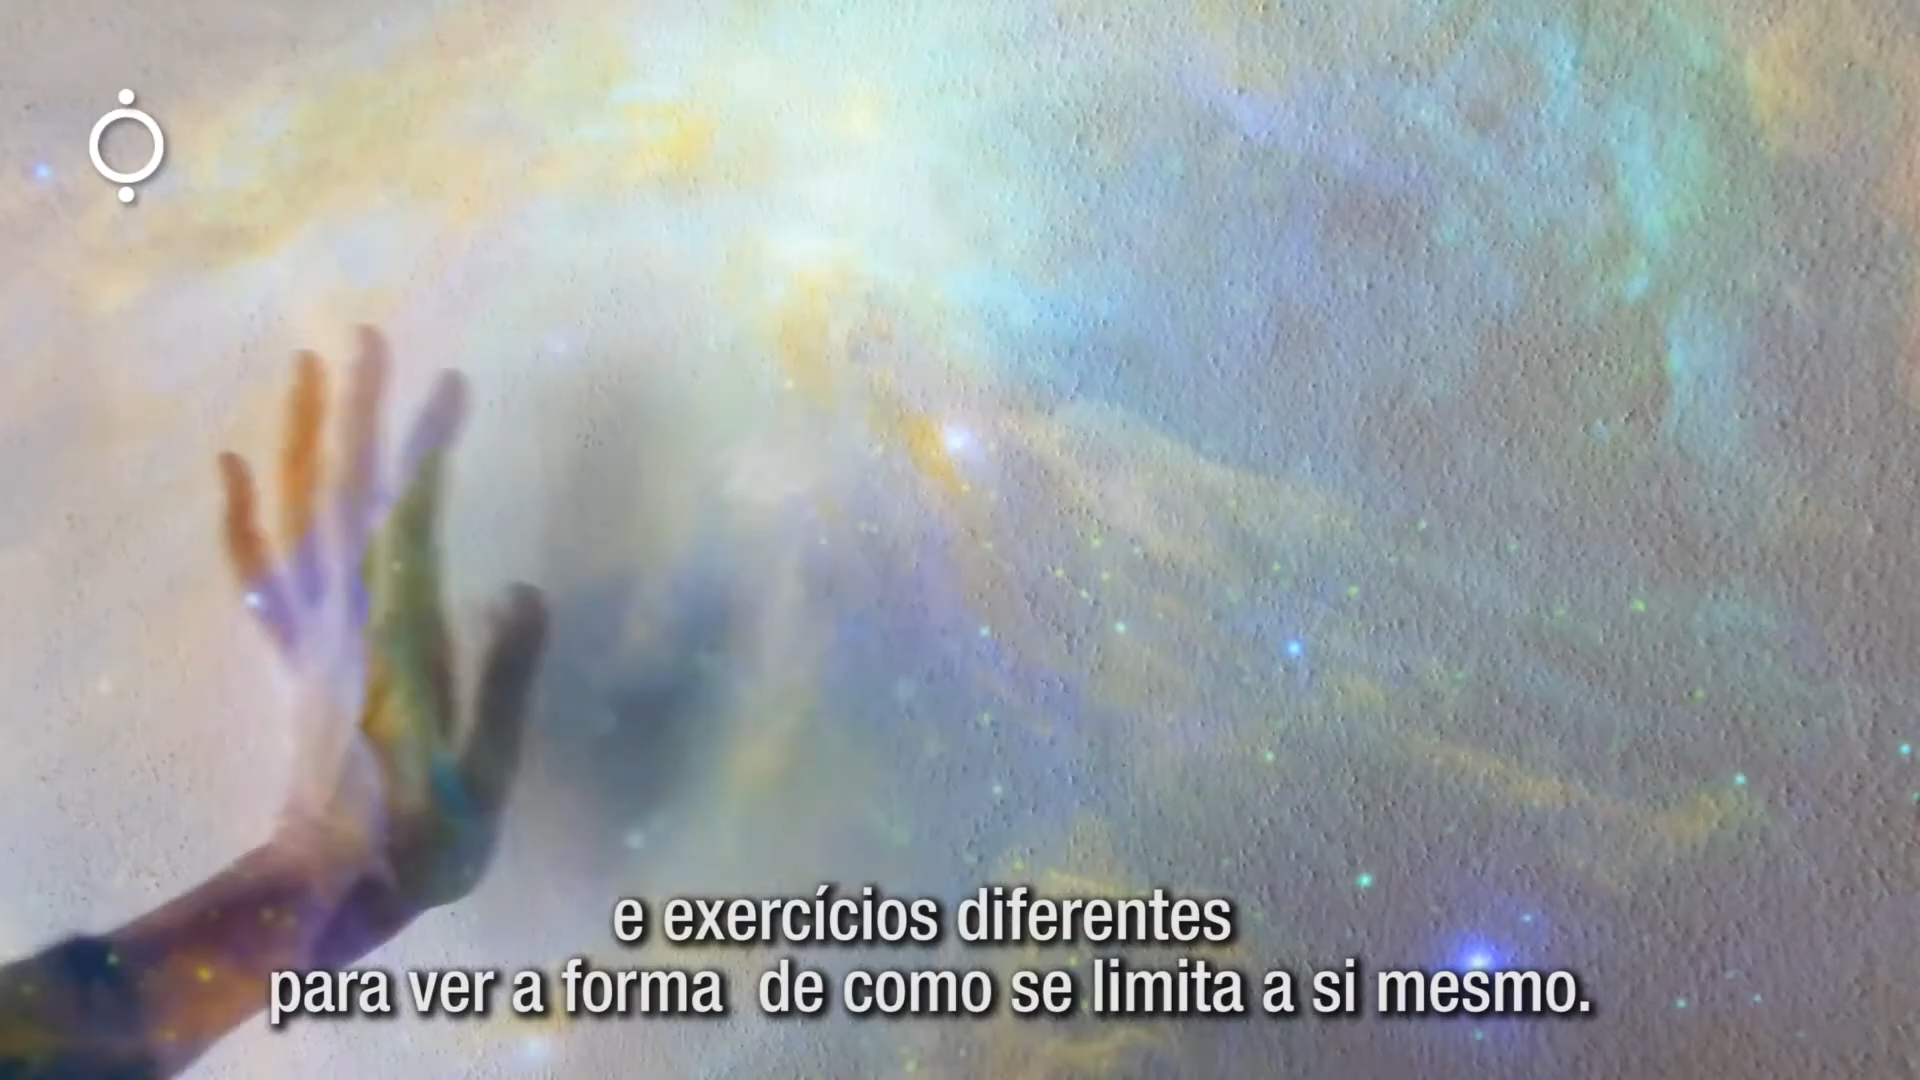 e exercícios diferentes
para ver a forma de como se limita a si mesmo.